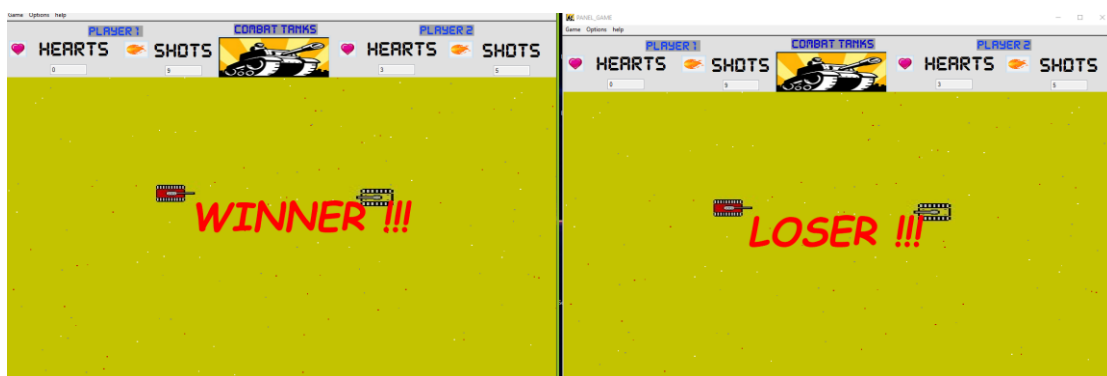 Game Options help
PLAYER 1
COMBAT TANKS
PLAYER 2
HEARTS
SHOTS
HEARTS
SHOTS
0
9
3
5
WINNER !!!
PANEL_GAME
Game Options help
PLAYER 1
COMBAT TANKS
PLAYER 2
HEARTS
SHOTS
HEARTS
SHOTS
0
9
3
5
LOSER !!!